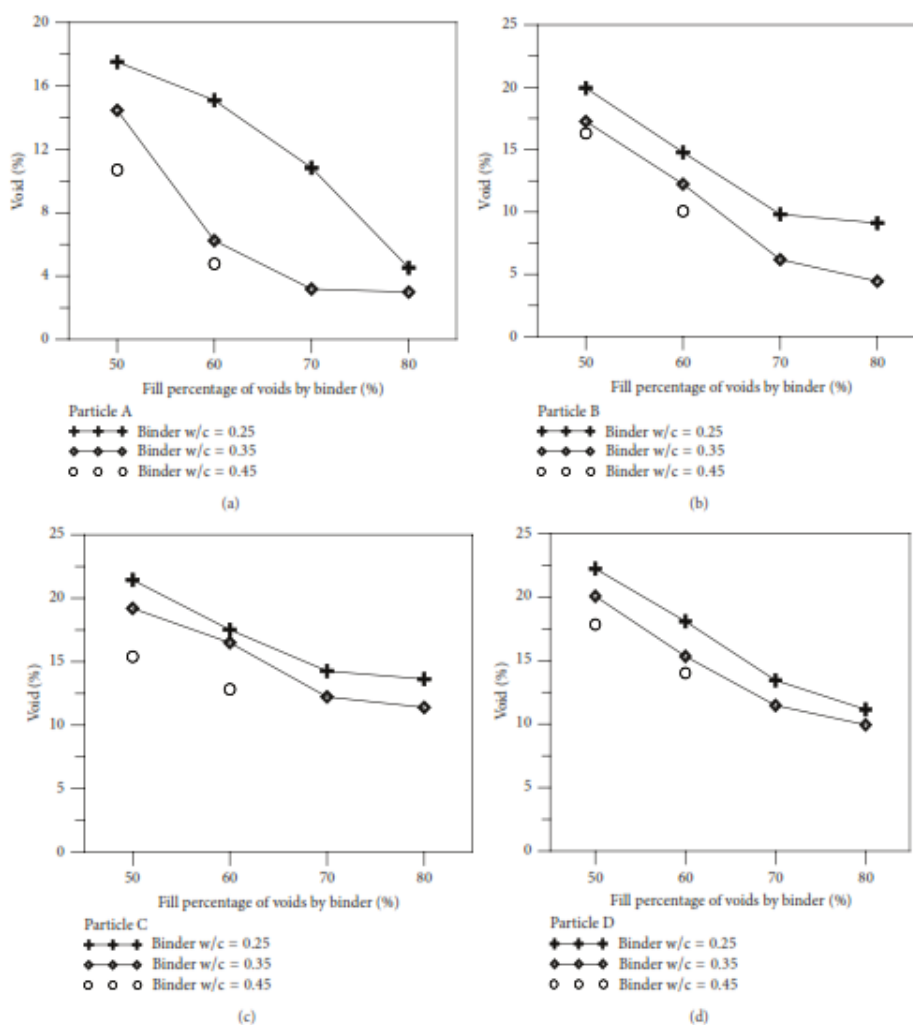 20
16
12
8
4
0
Void (%)
50 60 70 80
Fill percentage of voids by binder (%)
Particle A
Binder w/c = 0.25
Binder w/c = 0.35
Binder w/c = 0.45
(a)
25
20
15
10
5
0
Void (%)
50 60 70 80
Fill percentage of voids by binder (%)
Particle B
Binder w/c = 0.25
Binder w/c = 0.35
Binder w/c = 0.45
(b)
25
20
15
10
5
0
Void (%)
50 60 70 80
Fill percentage of voids by binder (%)
Particle C
Binder w/c = 0.25
Binder w/c = 0.35
Binder w/c = 0.45
(c)
25
20
15
10
5
0
Void (%)
50 60 70 80
Fill percentage of voids by binder (%)
Particle D
Binder w/c = 0.25
Binder w/c = 0.35
Binder w/c = 0.45
(d)